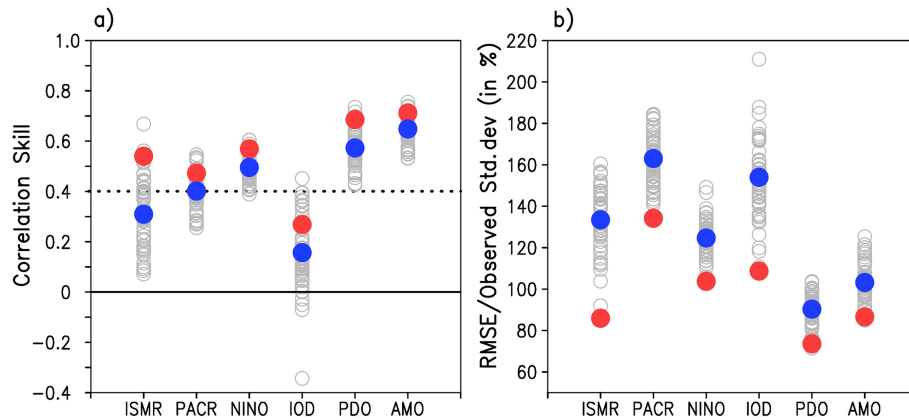 a)
Correlation Skill
1.0
0.8
0.6
0.4
0.2
0
−0.2
−0.4
ISMR PACR NINO IOD PDO AMO
b)
RMSE/Observed Std.dev (in %)
220
200
180
160
140
120
100
80
60
ISMR PACR NINO IOD PDO AMO